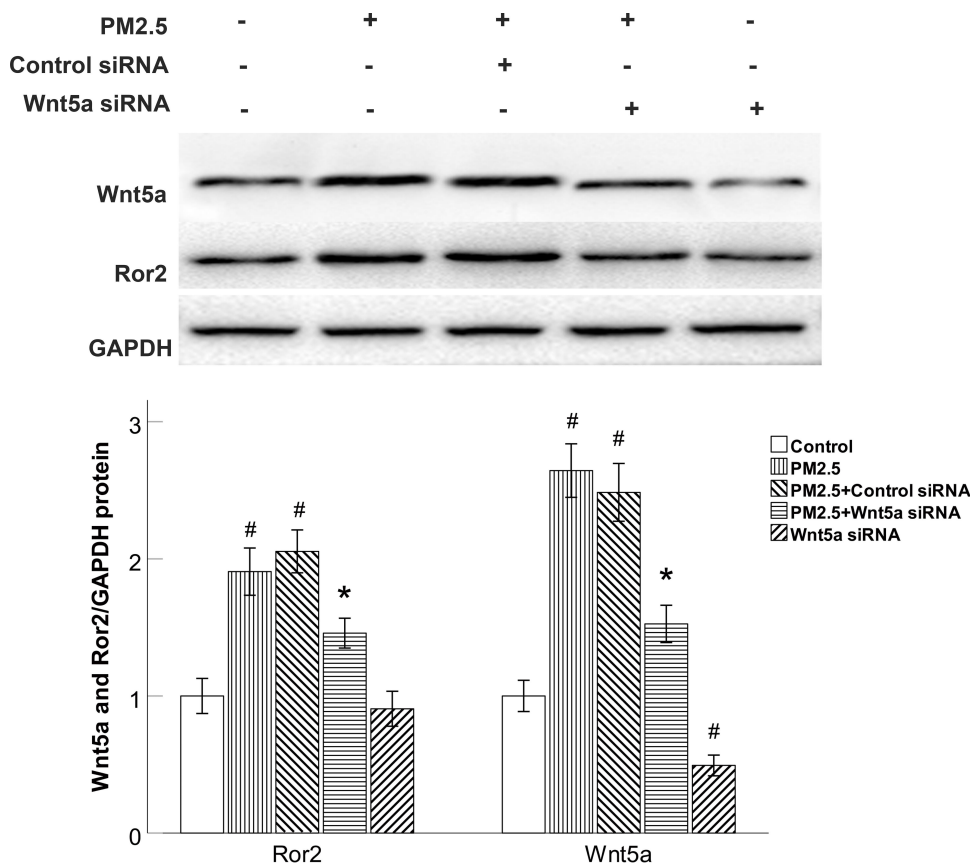 PM2.5 - + + + -
Control siRNA - - + - -
Wnt5a siRNA - - - + +
Wnt5a
Ror2
GAPDH
Wnt5a and Ror2/GAPDH protein
3
2
1
0
# # *
# # * #
Ror2 Wnt5a
Control
PM2.5
PM2.5+Control siRNA
PM2.5+Wnt5a siRNA
Wnt5a siRNA